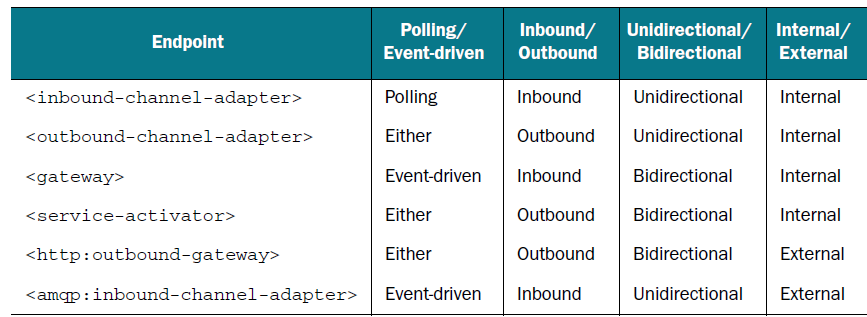 Endpoint Polling/ Event-driven Inbound/ Outbound Unidirectional/ Bidirectional Internal/ External
<inbound-channel-adapter> Polling Inbound Unidirectional Internal
<outbound-channel-adapter> Either Outbound Unidirectional Internal
<gateway> Event-driven Inbound Bidirectional Internal
<service-activator> Either Outbound Bidirectional Internal
<http:outbound-gateway> Either Outbound Bidirectional External
<amqp:inbound-channel-adapter> Event-driven Inbound Unidirectional External